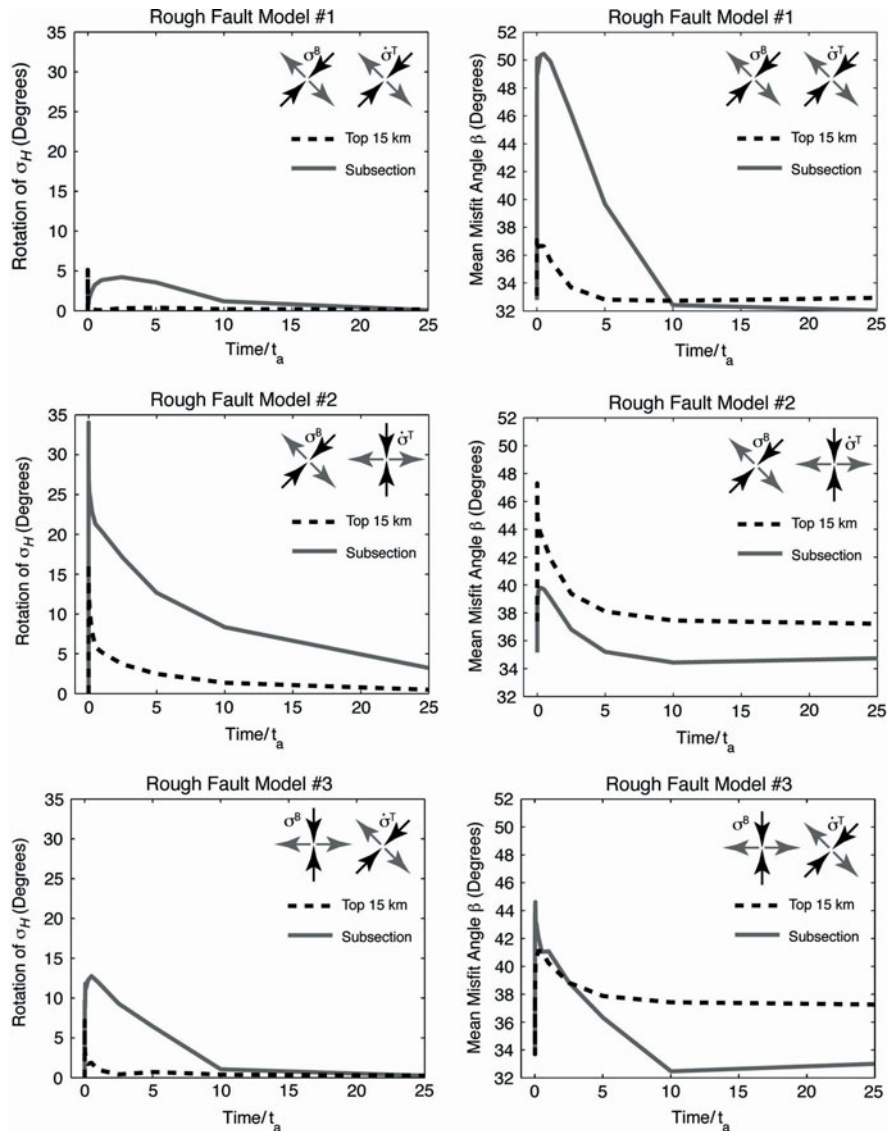 Rough Fault Model #1
Rotation of σH (Degrees)
35
30
25
20
15
10
5
0
σB σ̇T
Top 15 km
Subsection
0 5 10 15 20 25
Time/ta
Rough Fault Model #1
Mean Misfit Angle β (Degrees)
52
50
48
46
44
42
40
38
36
34
32
σB σ̇T
Top 15 km
Subsection
0 5 10 15 20 25
Time/ta
Rough Fault Model #2
Rotation of σH (Degrees)
35
30
25
20
15
10
5
0
σB σ̇T
Top 15 km
Subsection
0 5 10 15 20 25
Time/ta
Rough Fault Model #2
Mean Misfit Angle β (Degrees)
52
50
48
46
44
42
40
38
36
34
32
σB σ̇T
Top 15 km
Subsection
0 5 10 15 20 25
Time/ta
Rough Fault Model #3
Rotation of σH (Degrees)
35
30
25
20
15
10
5
0
σB σ̇T
Top 15 km
Subsection
0 5 10 15 20 25
Time/ta
Rough Fault Model #3
Mean Misfit Angle β (Degrees)
52
50
48
46
44
42
40
38
36
34
32
σB σ̇T
Top 15 km
Subsection
0 5 10 15 20 25
Time/ta